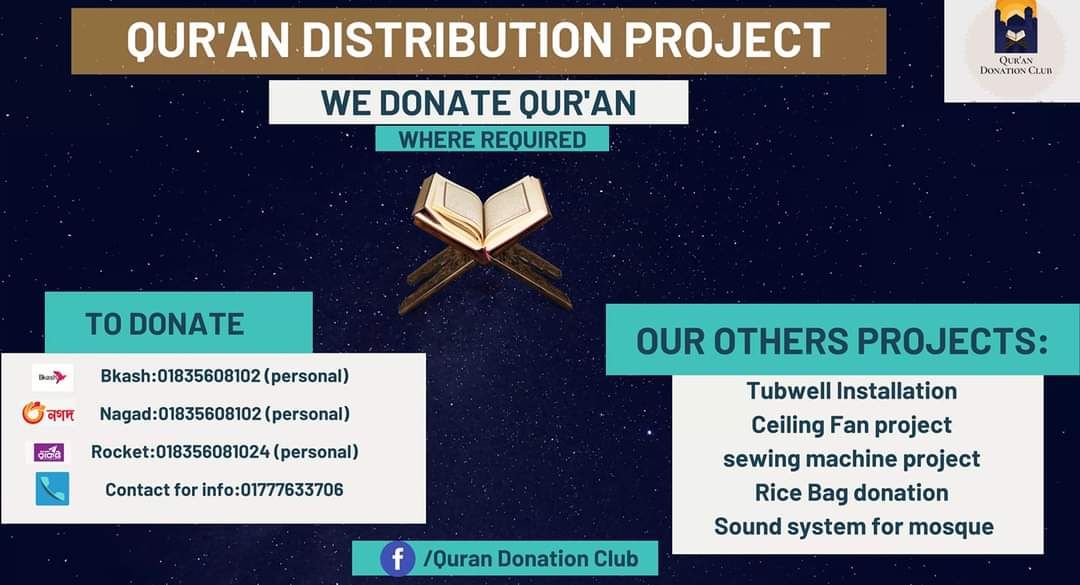 QUR'AN DISTRIBUTION PROJECT
QUR'AN
DONATION CLUB
WE DONATE QUR'AN
WHERE REQUIRED
TO DONATE
Bkash
Bkash:01835608102 (personal)
নগদ
Nagad:01835608102 (personal)
Rocket:018356081024 (personal)
Contact for info:01777633706
OUR OTHERS PROJECTS:
Tubwell Installation
Ceiling Fan project
sewing machine project
Rice Bag donation
Sound system for mosque
f /Quran Donation Club